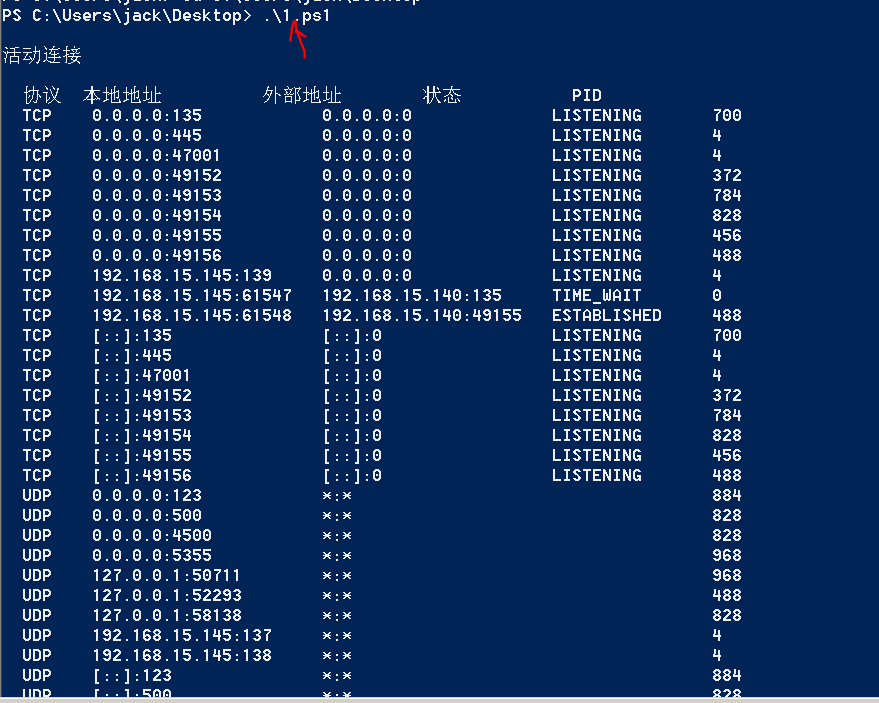 PS C:\Users\jack\Desktop> .\1.ps1
活动连接
协议 本地地址 外部地址 状态 PID
TCP 0.0.0.0:135 0.0.0.0:0 LISTENING 700
TCP 0.0.0.0:445 0.0.0.0:0 LISTENING 4
TCP 0.0.0.0:47001 0.0.0.0:0 LISTENING 4
TCP 0.0.0.0:49152 0.0.0.0:0 LISTENING 372
TCP 0.0.0.0:49153 0.0.0.0:0 LISTENING 784
TCP 0.0.0.0:49154 0.0.0.0:0 LISTENING 828
TCP 0.0.0.0:49155 0.0.0.0:0 LISTENING 456
TCP 0.0.0.0:49156 0.0.0.0:0 LISTENING 488
TCP 192.168.15.145:139 0.0.0.0:0 LISTENING 4
TCP 192.168.15.145:61547 192.168.15.140:135 TIME_WAIT 0
TCP 192.168.15.145:61548 192.168.15.140:49155 ESTABLISHED 488
TCP [::]:135 [::]:0 LISTENING 700
TCP [::]:445 [::]:0 LISTENING 4
TCP [::]:47001 [::]:0 LISTENING 4
TCP [::]:49152 [::]:0 LISTENING 372
TCP [::]:49153 [::]:0 LISTENING 784
TCP [::]:49154 [::]:0 LISTENING 828
TCP [::]:49155 [::]:0 LISTENING 456
TCP [::]:49156 [::]:0 LISTENING 488
UDP 0.0.0.0:123 *:* 884
UDP 0.0.0.0:500 *:* 828
UDP 0.0.0.0:4500 *:* 828
UDP 0.0.0.0:5355 *:* 968
UDP 127.0.0.1:50711 *:* 968
UDP 127.0.0.1:52293 *:* 488
UDP 127.0.0.1:58138 *:* 828
UDP 192.168.15.145:137 *:* 4
UDP 192.168.15.145:138 *:* 4
UDP [::]:123 *:* 884
UDP [::]:500 *:* 828